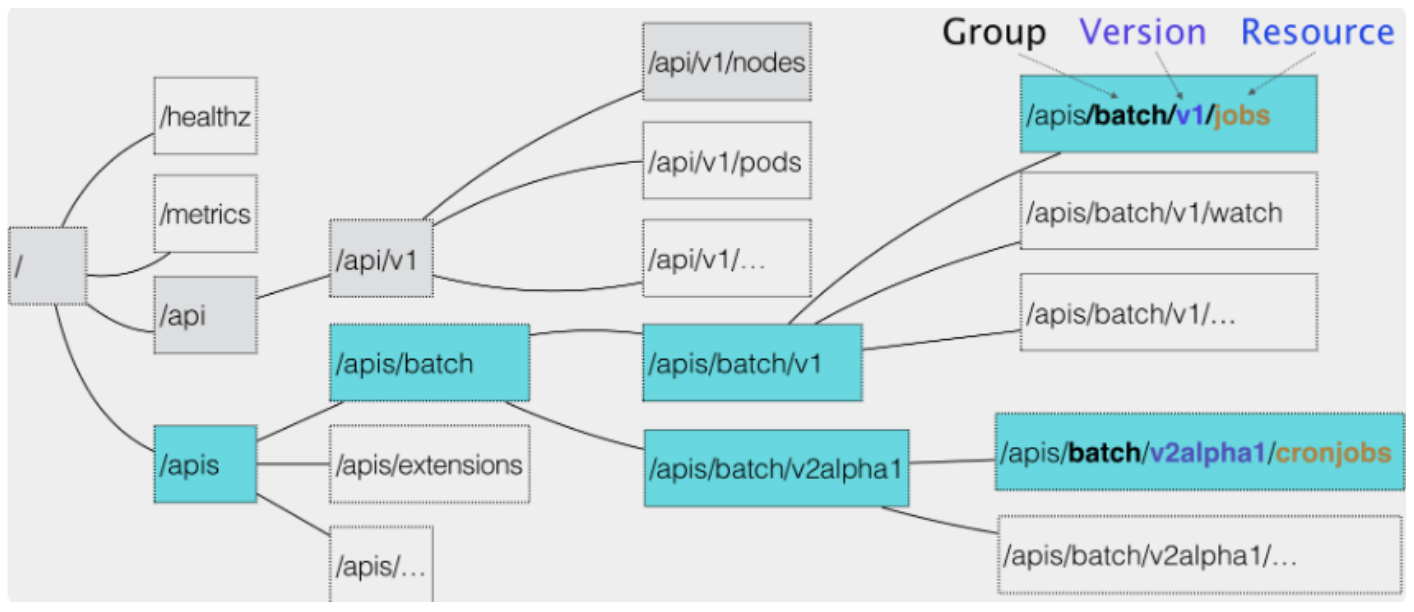 Group Version Resource
/
/healthz
/metrics
/api
/apis
/api/v1
/apis/batch
/apis/extensions
/apis/...
/api/v1/nodes
/api/v1/pods
/api/v1/...
/apis/batch/v1
/apis/batch/v2alpha1
/apis/batch/v1/jobs
/apis/batch/v1/watch
/apis/batch/v1/...
/apis/batch/v2alpha1/cronjobs
/apis/batch/v2alpha1/...